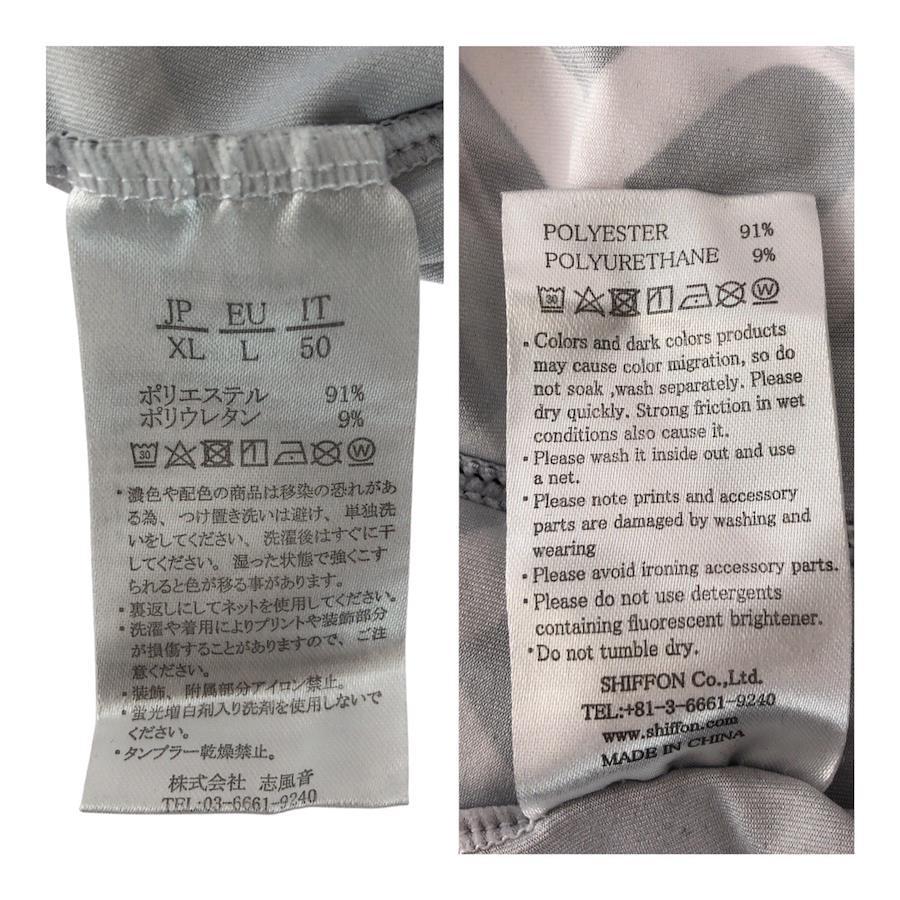 JP EU IT
XL L 50
ポリエステル 91%
ポリウレタン 9%
30 W
・濃色や配色の商品は移染の恐れがあ
る為、つけ置き洗いは避け、単独洗
いをしてください、洗濯後はすぐに干
してください。湿った状態で強くこす
られると色が移る事があります。
・裏返しにしてネットを使用してください。
・洗濯や着用によりプリントや装飾部分
が損傷することがありますので、ご注
意ください。
・装飾、附属部分アイロン禁止。
・蛍光増白剤入り洗剤を使用しないで
ください。
・タンブラー乾燥禁止。
株式会社 志風音
TEL:03-6661-9240
POLYESTER 91%
POLYURETHANE 9%
30 W
・Colors and dark colors products
may cause color migration, so do
not soak ,wash separately. Please
dry quickly. Strong friction in wet
conditions also cause it.
・Please wash it inside out and use
a net.
・Please note prints and accessory
parts are damaged by washing and
wearing
・Please avoid ironing accessory parts.
・Please do not use detergents
containing fluorescent brightener.
・Do not tumble dry.
SHIFFON Co.,Ltd.
TEL:+81-3-6661-9240
www.shiffon.com
MADE IN CHINA